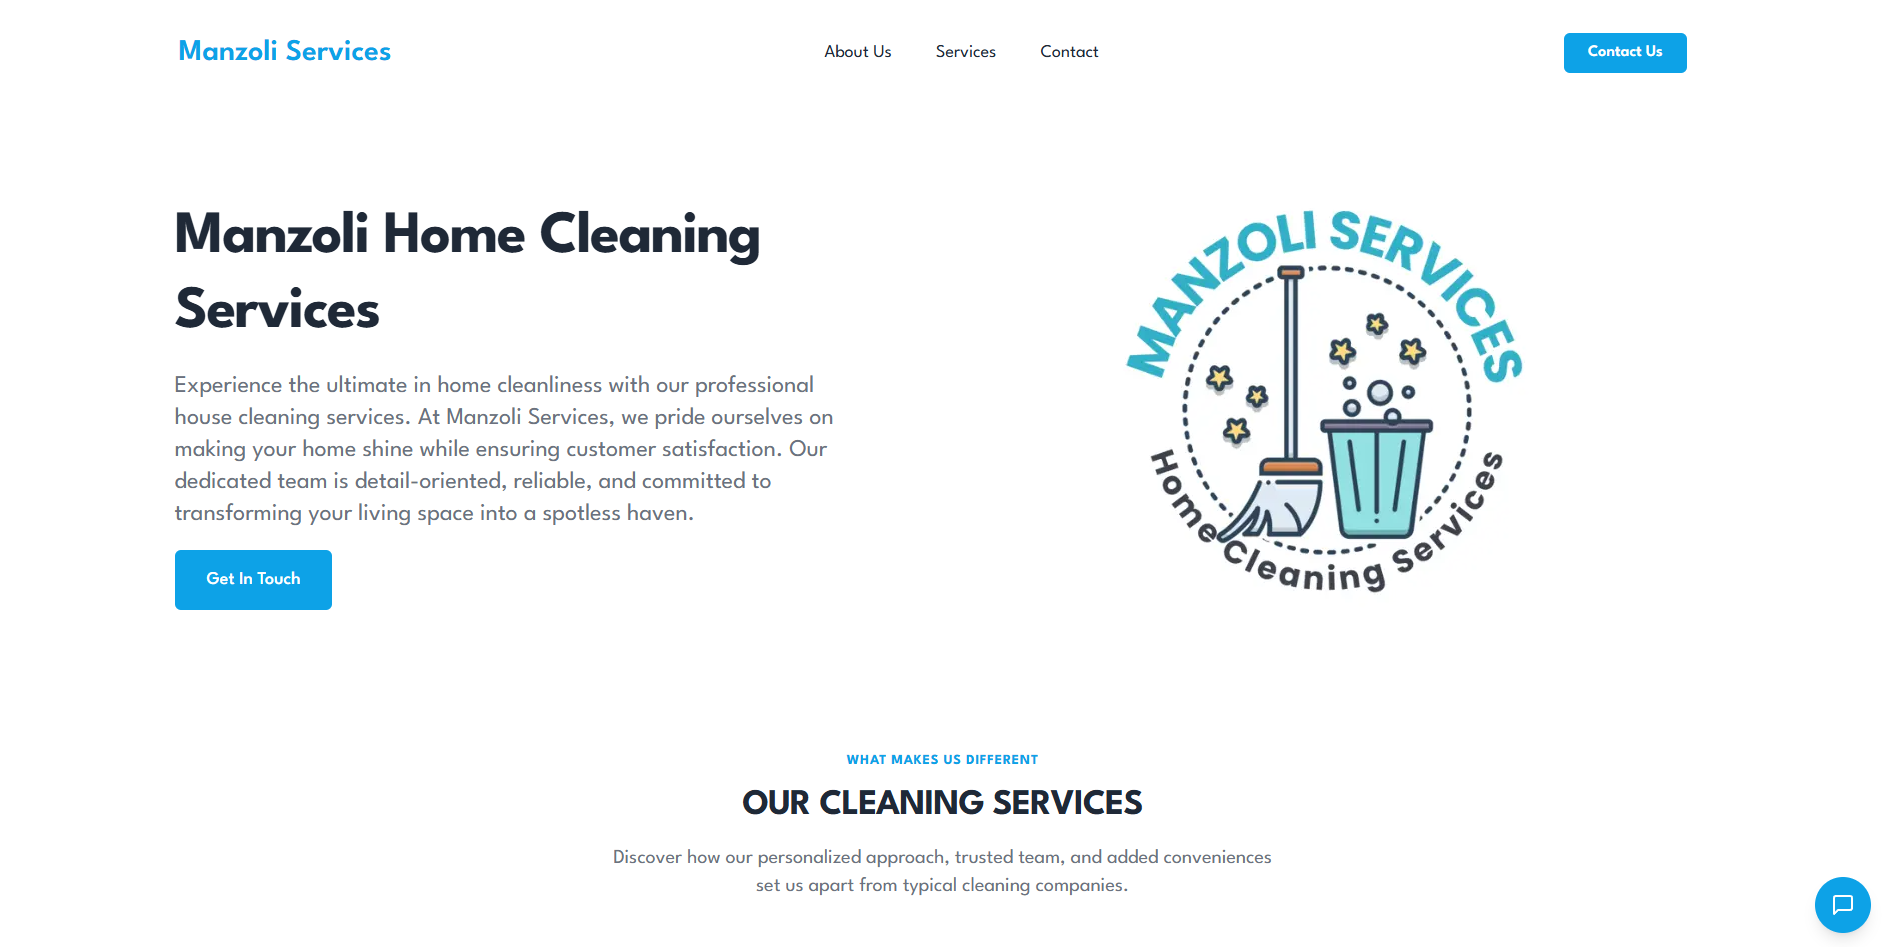 Manzoli Services
About Us
Services
Contact
Contact Us
Manzoli Home Cleaning
Services
Experience the ultimate in home cleanliness with our professional
house cleaning services. At Manzoli Services, we pride ourselves on
making your home shine while ensuring customer satisfaction. Our
dedicated team is detail-oriented, reliable, and committed to
transforming your living space into a spotless haven.
Get In Touch
MANZOLI SERVICES
Home Cleaning Services
WHAT MAKES US DIFFERENT
OUR CLEANING SERVICES
Discover how our personalized approach, trusted team, and added conveniences
set us apart from typical cleaning companies.